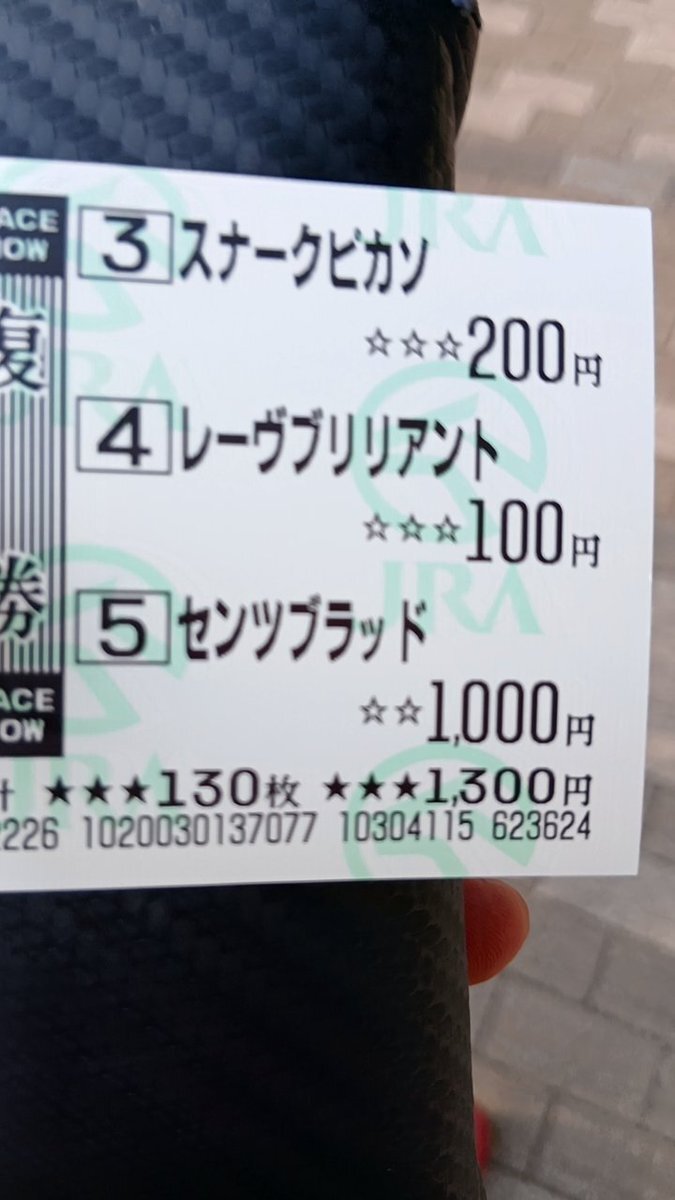 3 スナークピカソ
☆☆☆200円
4 レーヴブリリアント
☆☆☆100円
5 センツブラッド
☆☆1,000円
計 ★★★130枚 ★★★1,300円
2226 1020030137077 10304115 623624
ACE
OW
複
勝
ACE
OW
JRA
JRA